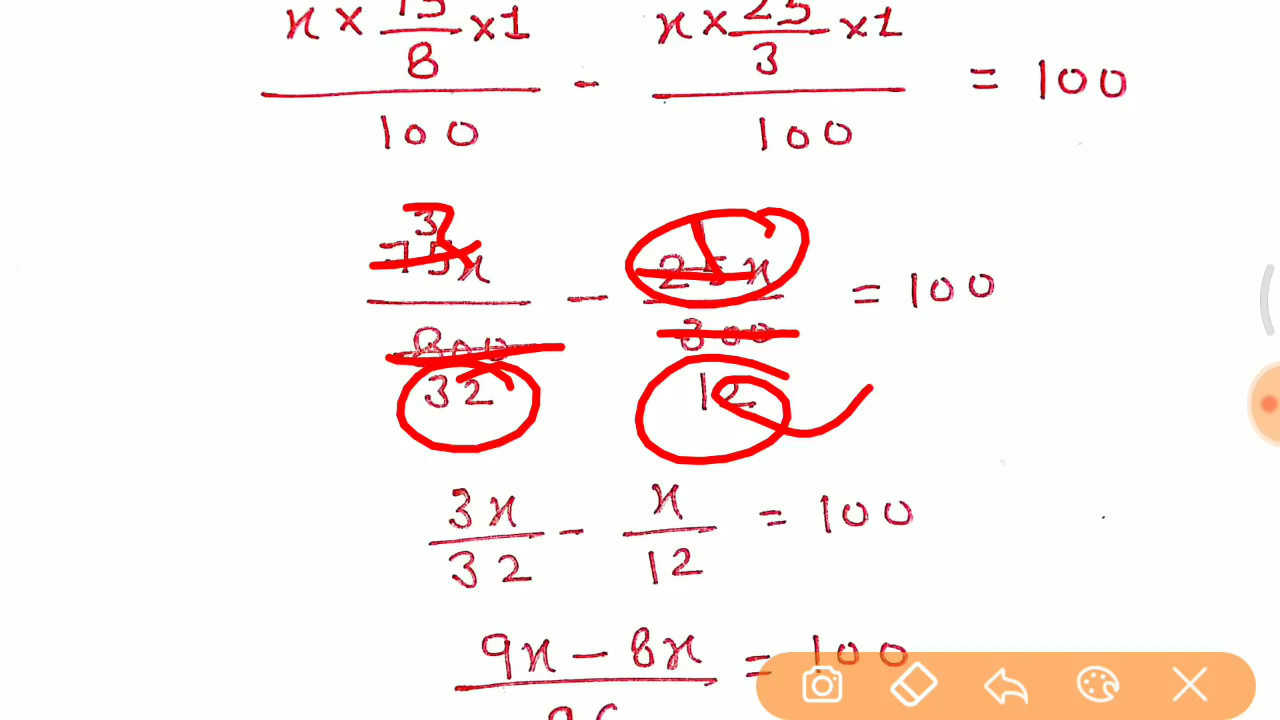 x × 75/8 × 1 / 100 - x × 25/3 × 1 / 100 = 100
3
75x / 800 - 25x / 300 = 100
32 12
3x / 32 - x / 12 = 100
9x - 8x / 96 = 100